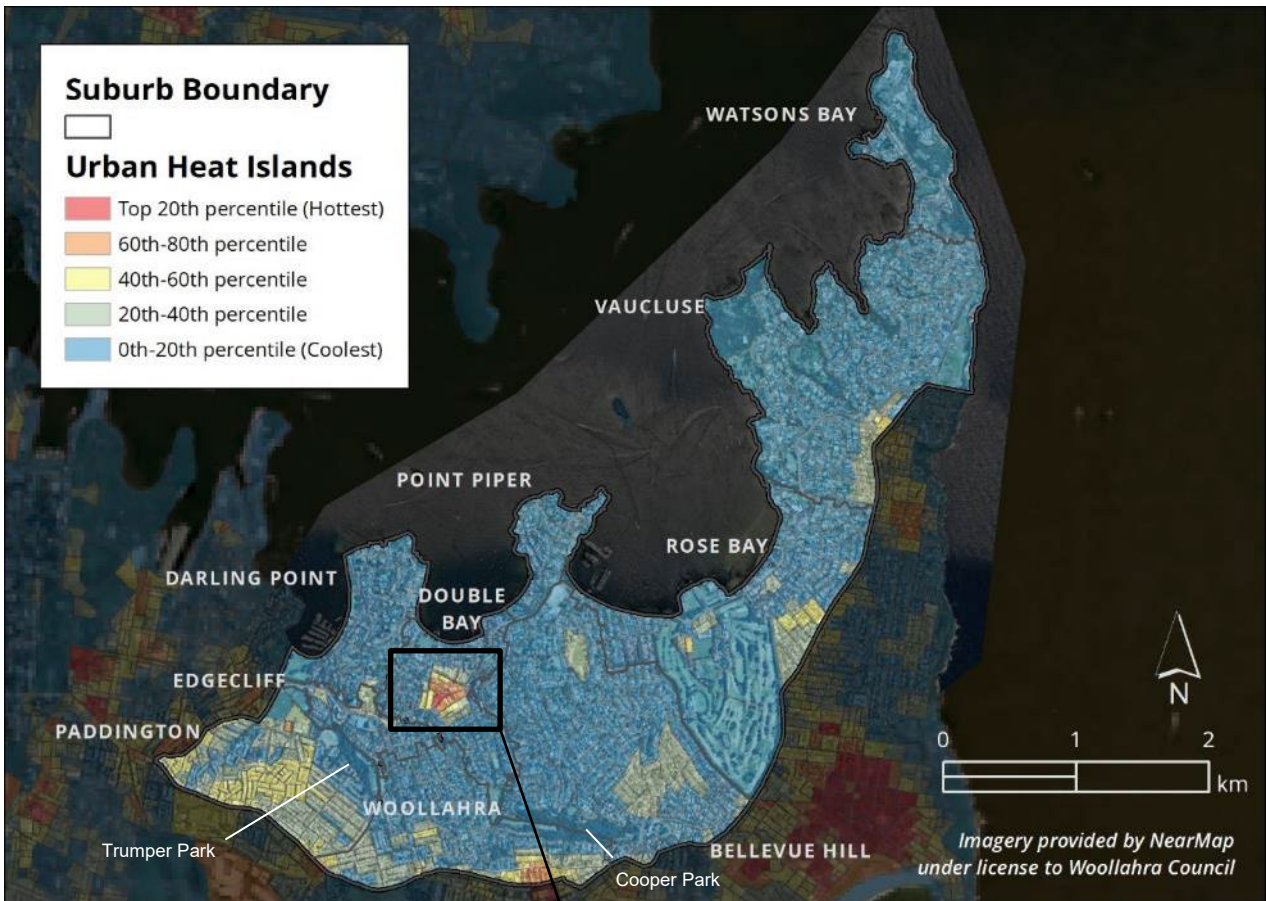 Suburb Boundary
Urban Heat Islands
Top 20th percentile (Hottest)
60th-80th percentile
40th-60th percentile
20th-40th percentile
0th-20th percentile (Coolest)
WATSONS BAY
VAUCLUSE
POINT PIPER
ROSE BAY
DARLING POINT
DOUBLE
BAY
EDGECLIFF
PADDINGTON
WOOLLAHRA
BELLEVUE HILL
Trumper Park
Cooper Park
N
0 1 2
km
Imagery provided by NearMap
under license to Woollahra Council